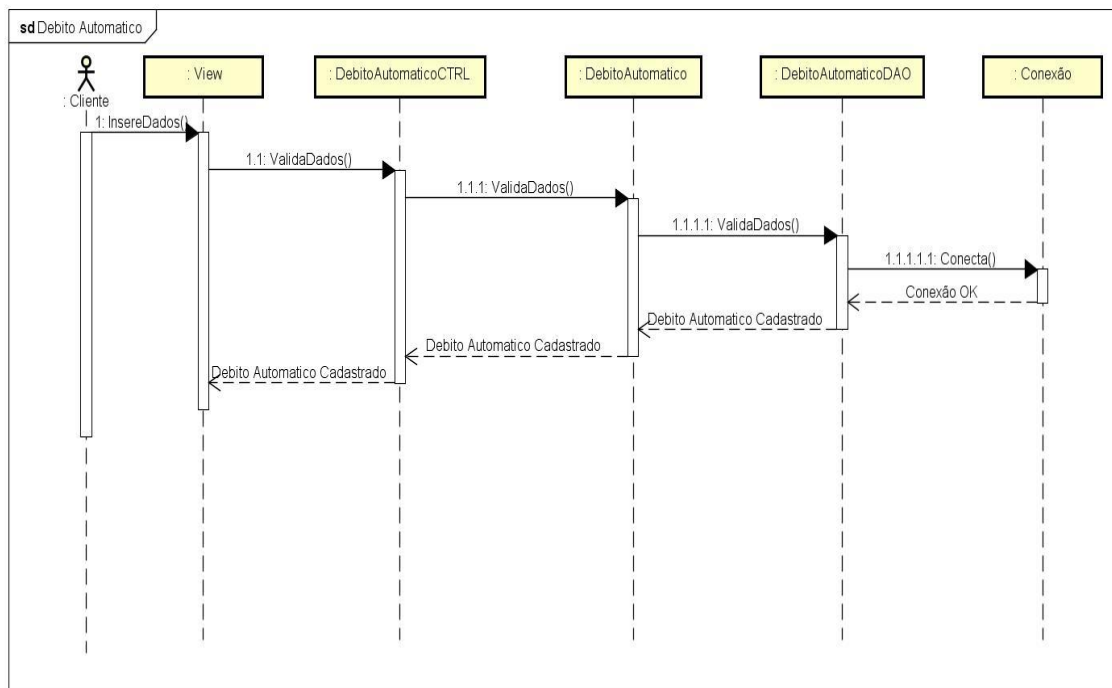 sd Debito Automatico
: Cliente
: View
: DebitoAutomaticoCTRL
: DebitoAutomatico
: DebitoAutomaticoDAO
: Conexão
1: InsereDados()
1.1: ValidaDados()
1.1.1: ValidaDados()
1.1.1.1: ValidaDados()
1.1.1.1.1: Conecta()
Conexão OK
Debito Automatico Cadastrado
Debito Automatico Cadastrado
Debito Automatico Cadastrado